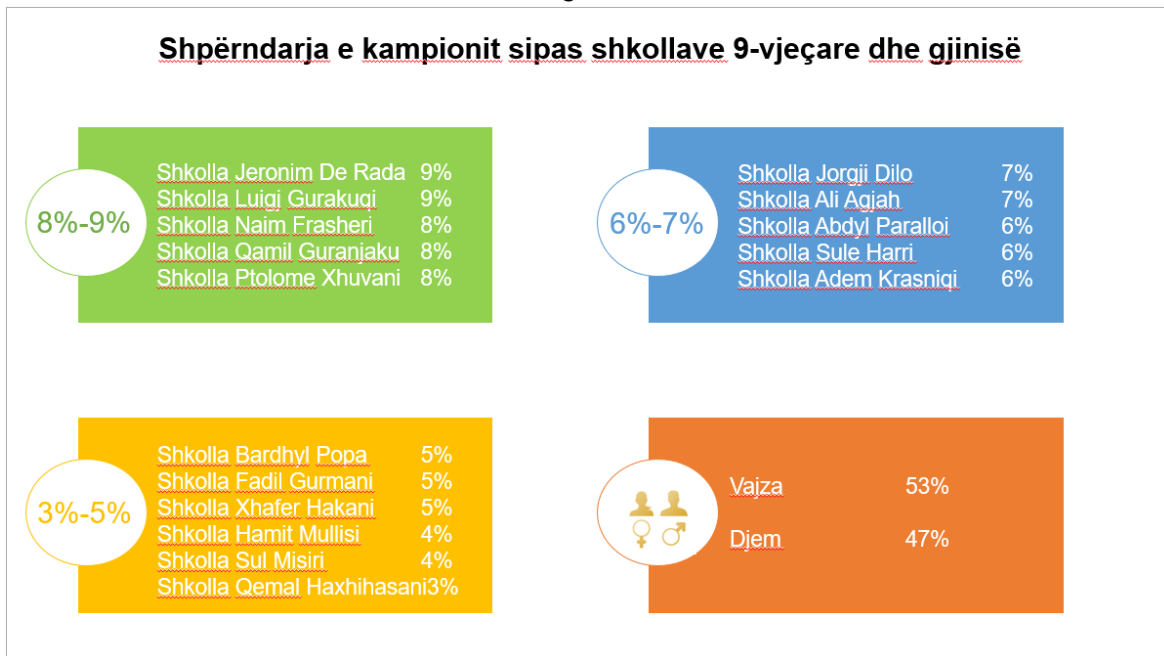 Shpërndarja e kampionit sipas shkollave 9-vjeçare dhe gjinisë
8%-9%
Shkolla Jeronim De Rada 9%
Shkolla Luigj Gurakuqi 9%
Shkolla Naim Frasheri 8%
Shkolla Qamil Guranjaku 8%
Shkolla Ptolome Xhuvani 8%
6%-7%
Shkolla Jorgji Dilo 7%
Shkolla Ali Agjah 7%
Shkolla Abdyl Paralloi 6%
Shkolla Sule Harri 6%
Shkolla Adem Krasniqi 6%
3%-5%
Shkolla Bardhyl Popa 5%
Shkolla Fadil Gurmani 5%
Shkolla Xhafer Hakani 5%
Shkolla Hamit Mullisi 4%
Shkolla Sul Misiri 4%
Shkolla Qemal Haxhihasani3%
Vajza 53%
Djem 47%